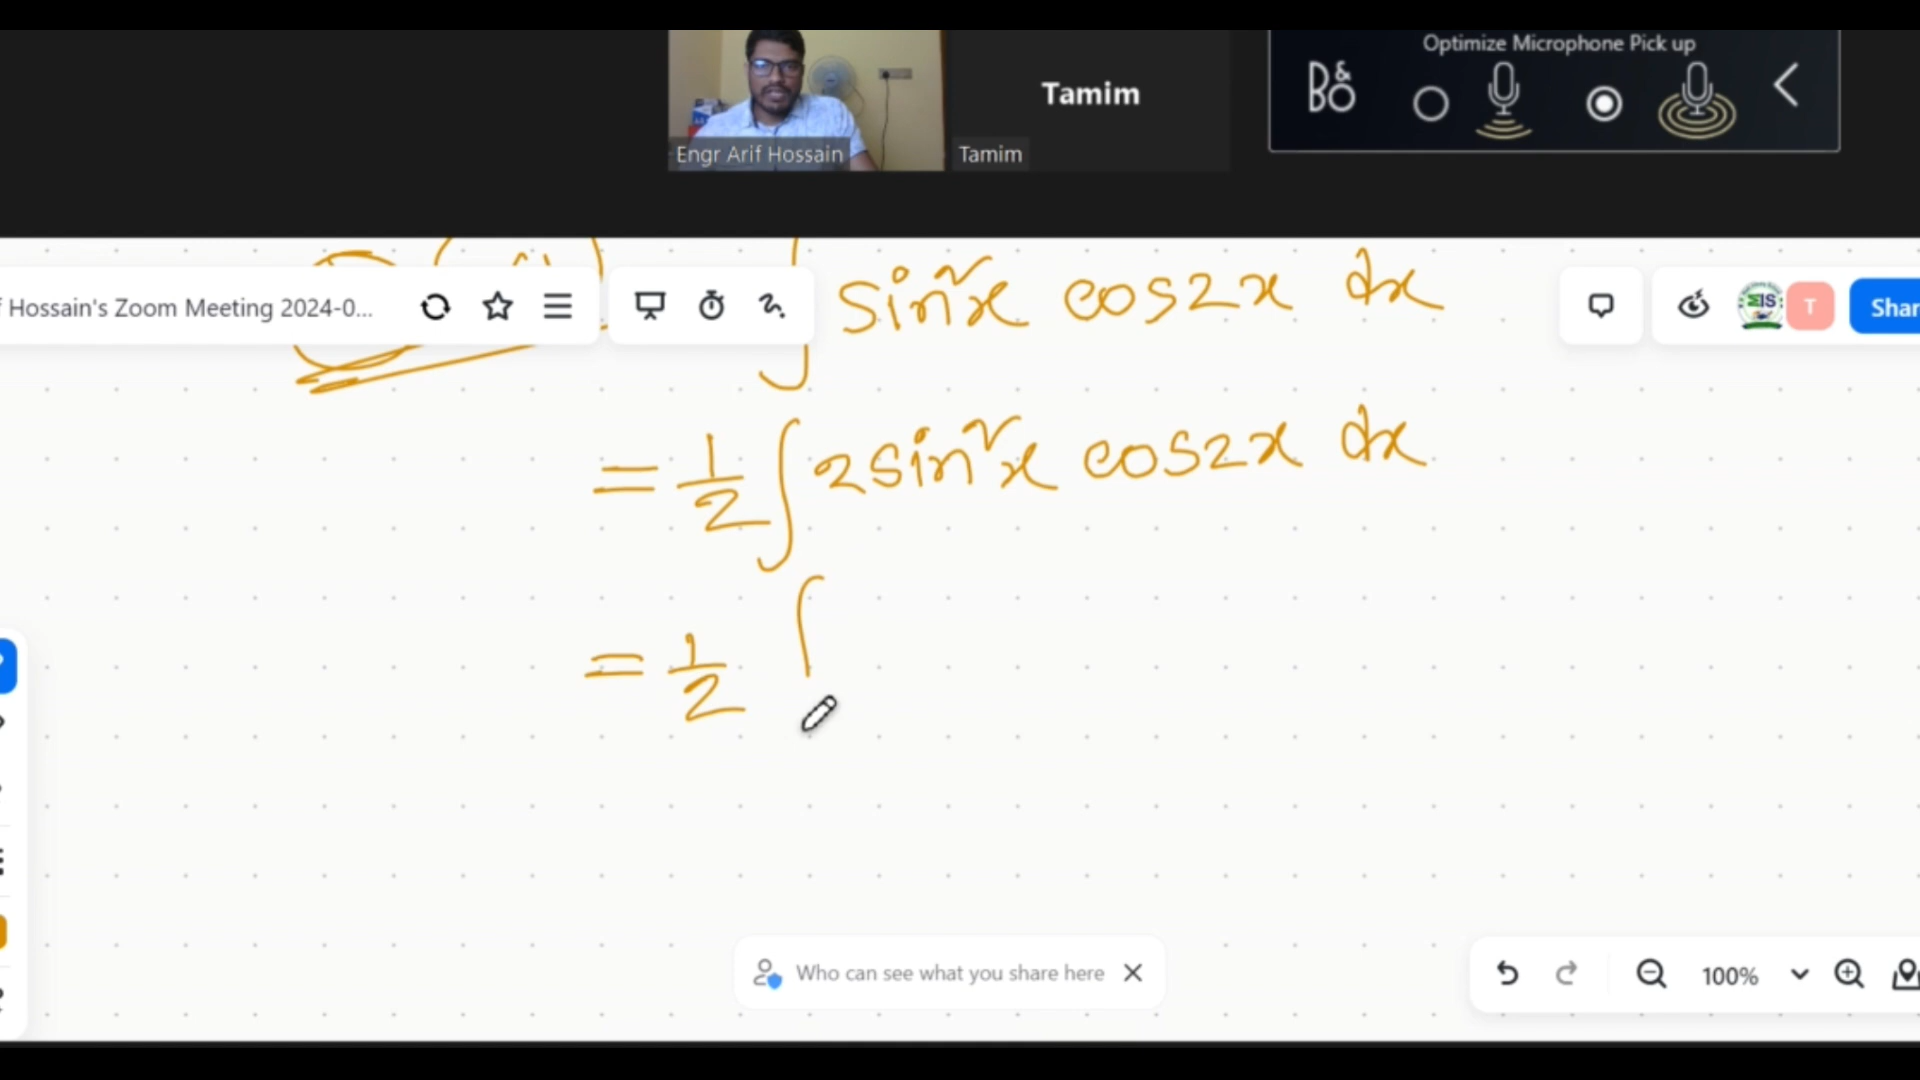 Optimize Microphone Pick up
B&O
Tamim
Engr Arif Hossain
Tamim
∫ sin²x cos2x dx
f Hossain's Zoom Meeting 2024-0...
ΣIS
T
Shar
= 1/2 ∫ 2sin²x cos2x dx
= 1/2 ∫
Who can see what you share here
100%